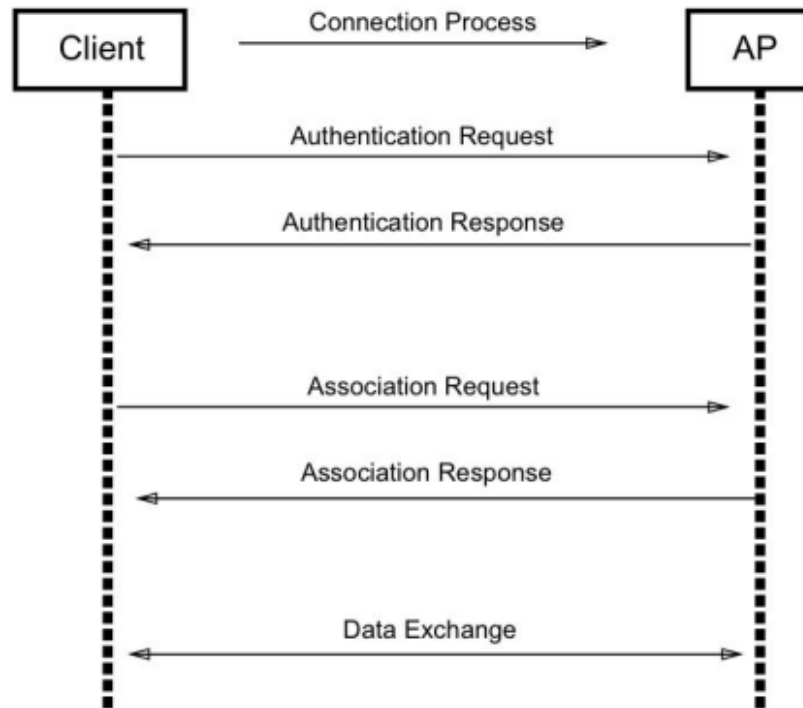 Client
Connection Process
AP
Authentication Request
Authentication Response
Association Request
Association Response
Data Exchange